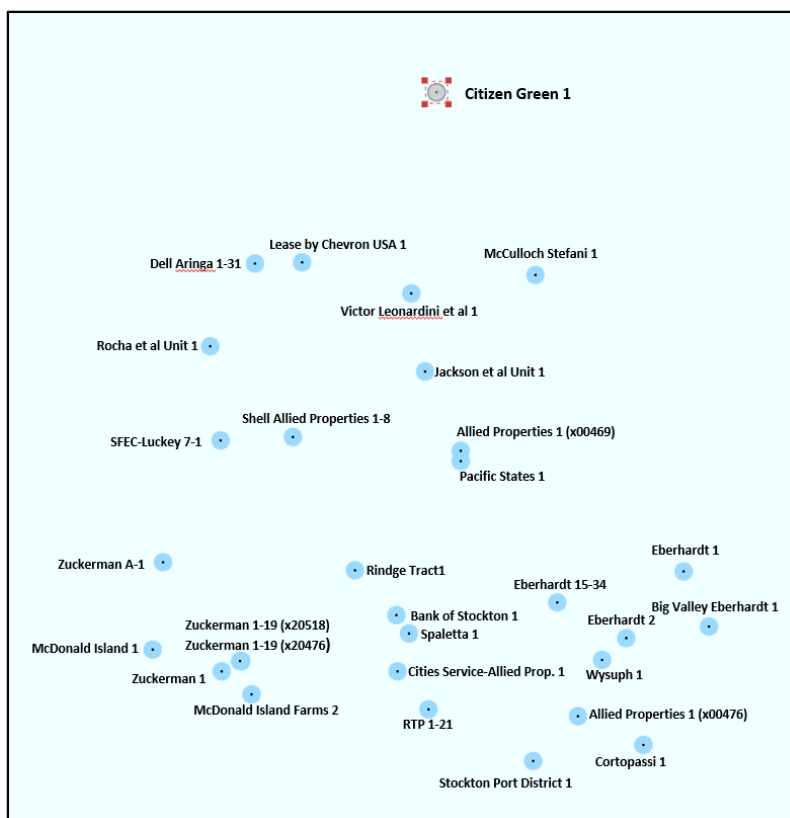 Citizen Green 1
Lease by Chevron USA 1
McCulloch Stefani 1
Dell Aringa 1-31
Victor Leonardini et al 1
Rocha et al Unit 1
Jackson et al Unit 1
Shell Allied Properties 1-8
Allied Properties 1 (x00469)
SFEC-Luckey 7-1
Pacific States 1
Eberhardt 1
Zuckerman A-1
Rindge Tract1
Eberhardt 15-34
Big Valley Eberhardt 1
Bank of Stockton 1
Eberhardt 2
Zuckerman 1-19 (x20518)
Spaletta 1
Zuckerman 1-19 (x20476)
McDonald Island 1
Cities Service-Allied Prop. 1
Wysuph 1
Zuckerman 1
McDonald Island Farms 2
Allied Properties 1 (x00476)
RTP 1-21
Cortopassi 1
Stockton Port District 1